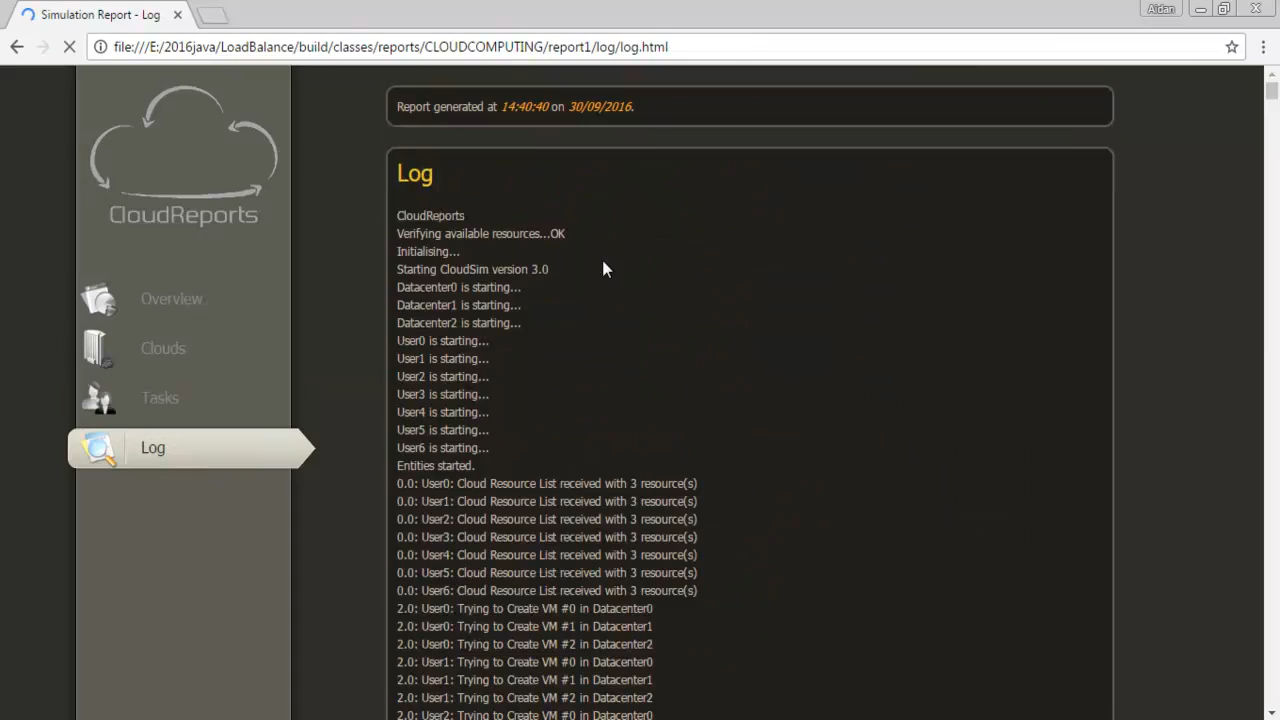 Simulation Report - Log
Aidan
file:///E:/2016java/LoadBalance/build/classes/reports/CLOUDCOMPUTING/report1/log/log.html
CloudReports
Overview
Clouds
Tasks
Log
Report generated at 14:40:40 on 30/09/2016.
Log
CloudReports
Verifying available resources...OK
Initialising...
Starting CloudSim version 3.0
Datacenter0 is starting...
Datacenter1 is starting...
Datacenter2 is starting...
User0 is starting...
User1 is starting...
User2 is starting...
User3 is starting...
User4 is starting...
User5 is starting...
User6 is starting...
Entities started.
0.0: User0: Cloud Resource List received with 3 resource(s)
0.0: User1: Cloud Resource List received with 3 resource(s)
0.0: User2: Cloud Resource List received with 3 resource(s)
0.0: User3: Cloud Resource List received with 3 resource(s)
0.0: User4: Cloud Resource List received with 3 resource(s)
0.0: User5: Cloud Resource List received with 3 resource(s)
0.0: User6: Cloud Resource List received with 3 resource(s)
2.0: User0: Trying to Create VM #0 in Datacenter0
2.0: User0: Trying to Create VM #1 in Datacenter1
2.0: User0: Trying to Create VM #2 in Datacenter2
2.0: User1: Trying to Create VM #0 in Datacenter0
2.0: User1: Trying to Create VM #1 in Datacenter1
2.0: User1: Trying to Create VM #2 in Datacenter2
2.0: User2: Trying to Create VM #0 in Datacenter0